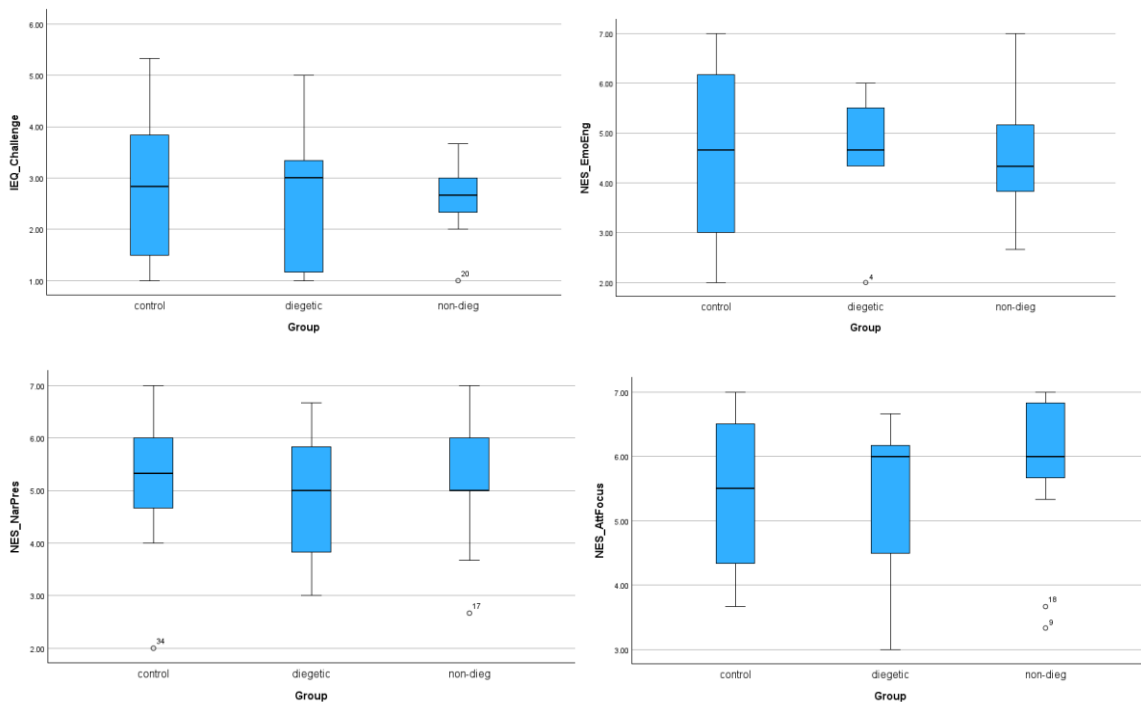 IEQ_Challenge
6.00
5.00
4.00
3.00
2.00
1.00
20
control diegetic non-dieg
Group
NES_EmoEng
7.00
6.00
5.00
4.00
3.00
2.00
4
control diegetic non-dieg
Group
NES_NarPres
7.00
6.00
5.00
4.00
3.00
2.00
34
17
control diegetic non-dieg
Group
NES_AttFocus
7.00
6.00
5.00
4.00
3.00
18
9
control diegetic non-dieg
Group